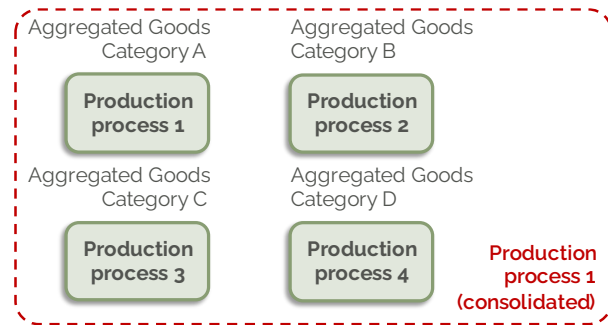 Aggregated Goods
Category A
Production
process 1
Aggregated Goods
Category B
Production
process 2
Aggregated Goods
Category C
Production
process 3
Aggregated Goods
Category D
Production
process 4
Production
process 1
(consolidated)